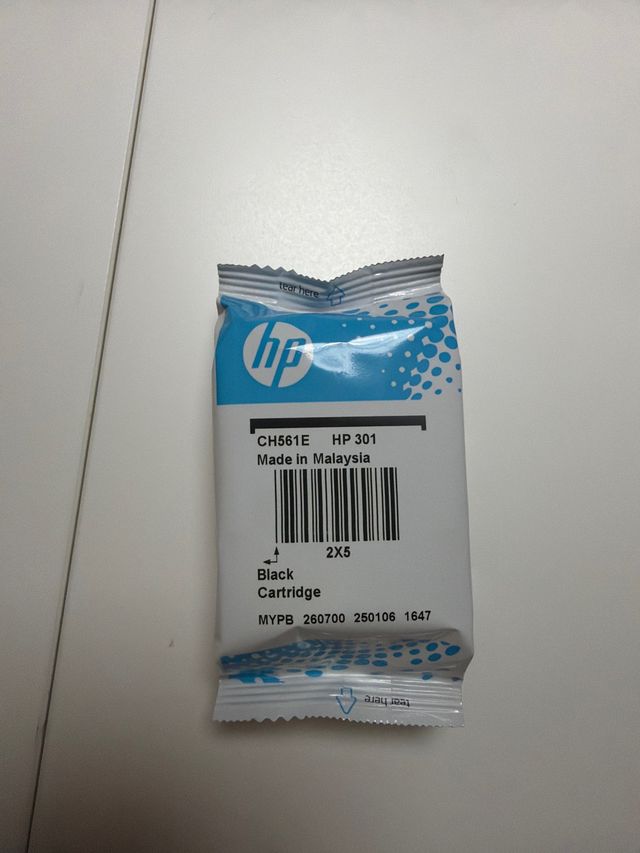 tear here
hp
CH561E HP 301
Made in Malaysia
2X5
Black
Cartridge
MYPB 260700 250106 1647
tear here